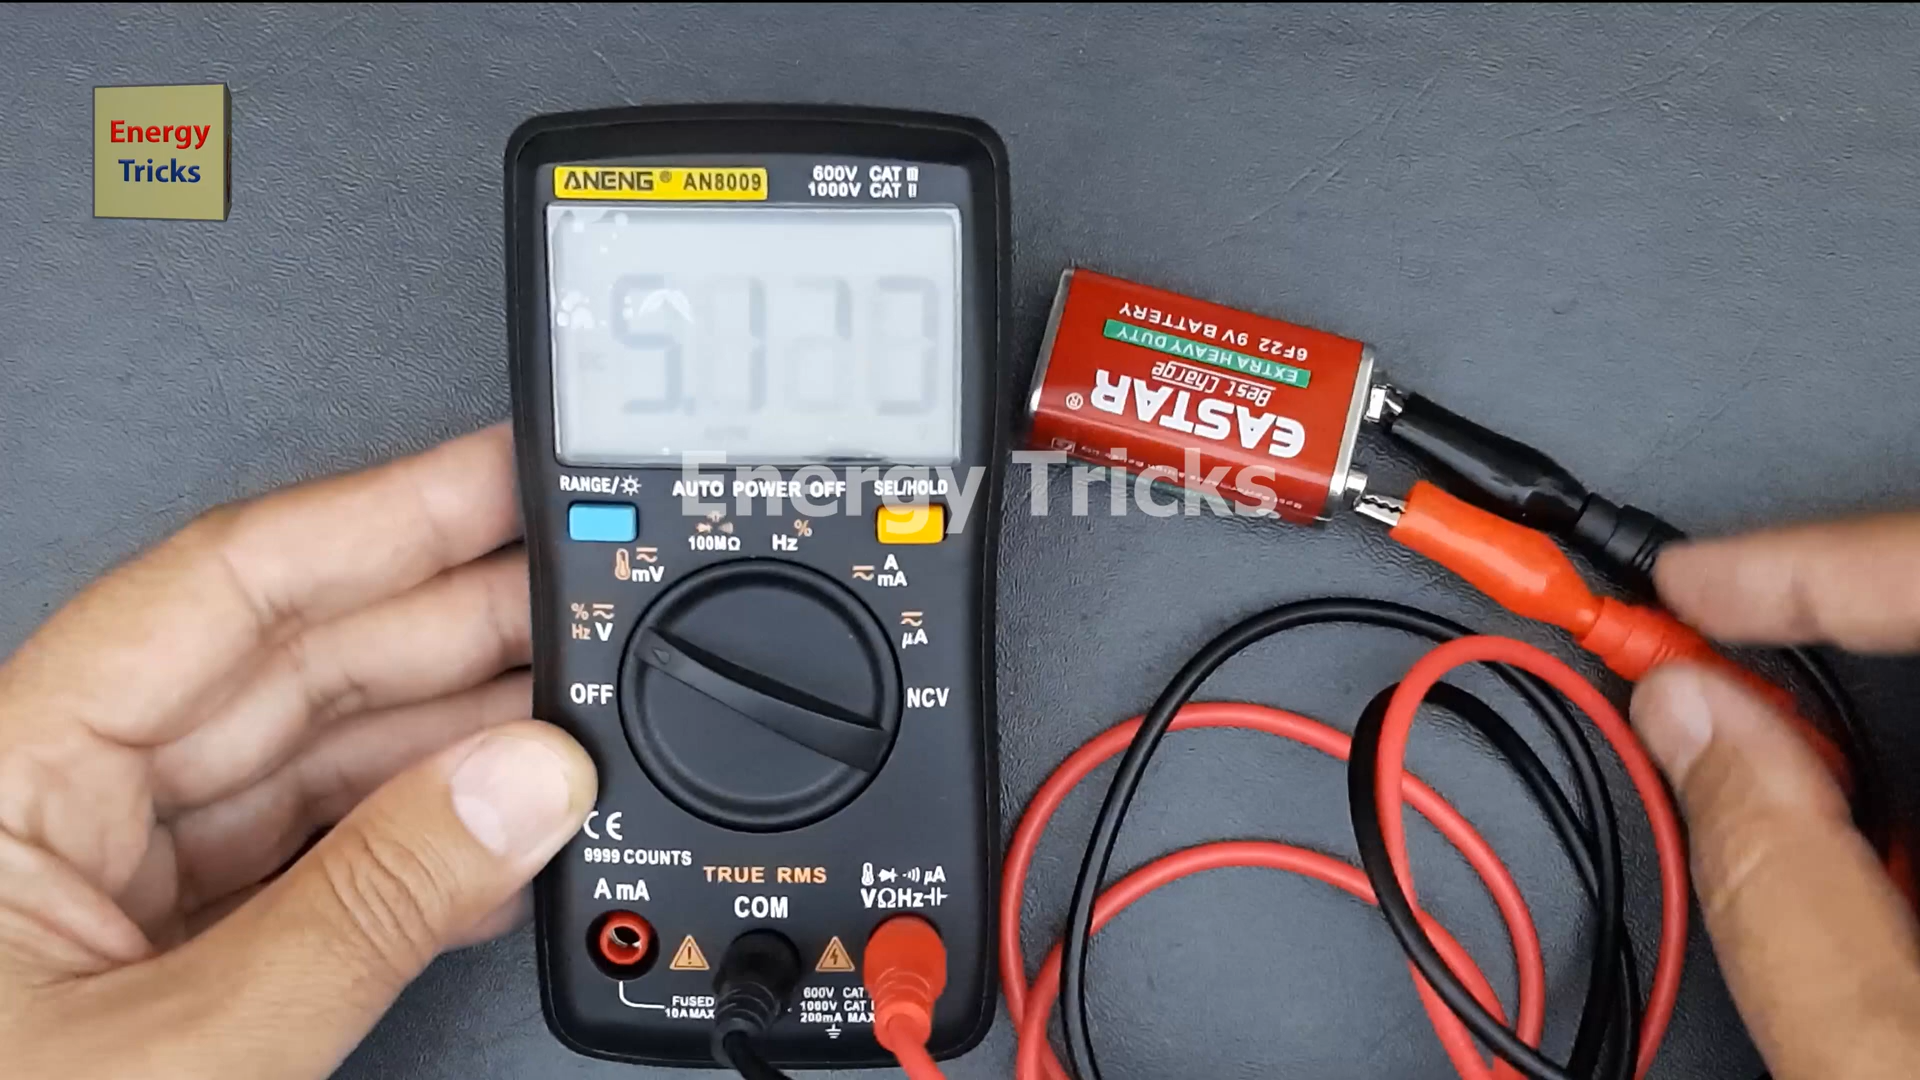 Energy
Tricks
ANENG® AN8009
600V CAT III
1000V CAT II
6F22 9V BATTERY
EXTRA HEAVY DUTY
Best Charge
EASTAR®
Energy Tricks
RANGE/
AUTO POWER OFF
SEL/HOLD
100MΩ
Hz%
mV
A
mA
% Hz V
µA
OFF
NCV
CE
9999 COUNTS
TRUE RMS
µA
A mA
COM
VΩHz
FUSED
10A MAX
600V CAT
1000V CAT
200mA MAX